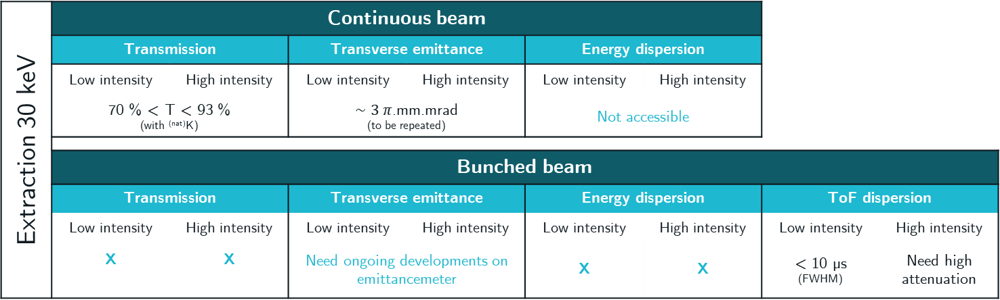 Extraction 30 keV
Continuous beam
Transmission Transverse emittance Energy dispersion
Low intensity High intensity Low intensity High intensity Low intensity High intensity
70 % < T < 93 % ~ 3 π.mm.mrad Not accessible
(with ⁽ⁿᵃᵗ⁾K) (to be repeated)
Bunched beam
Transmission Transverse emittance Energy dispersion ToF dispersion
Low intensity High intensity Low intensity High intensity Low intensity High intensity Low intensity High intensity
X X Need ongoing developments on X X < 10 µs Need high
emittancemeter (FWHM) attenuation